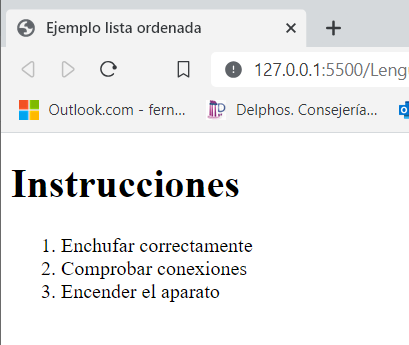 Ejemplo lista ordenada
127.0.0.1:5500/Leng
Outlook.com - fern...
Delphos. Consejería...
Instrucciones
1. Enchufar correctamente
2. Comprobar conexiones
3. Encender el aparato